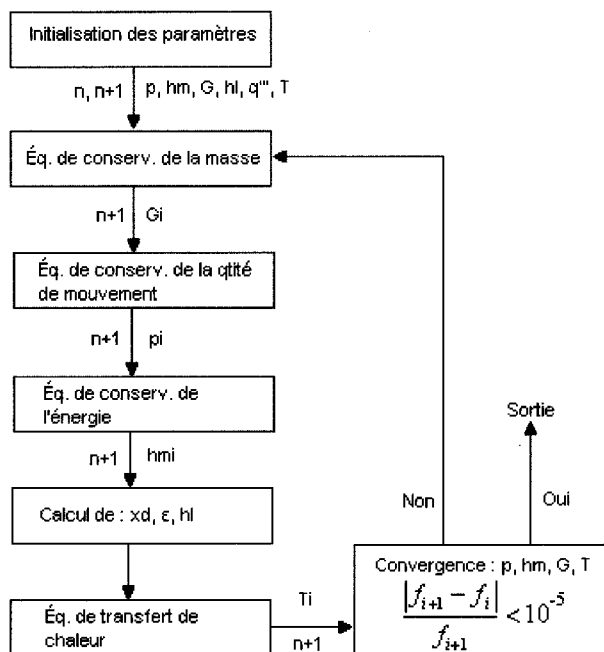 Initialisation des paramètres
n, n+1 p, hm, G, hl, q''', T
Éq. de conserv. de la masse
n+1 Gi
Éq. de conserv. de la qtité
de mouvement
n+1 pi
Éq. de conserv. de
l'énergie
n+1 hmi
Calcul de : xd, ε, hl
Éq. de transfert de
chaleur
Ti
n+1
Sortie
Non
Oui
Convergence : p, hm, G, T
|f_{i+1} - f_i| / f_{i+1} < 10^{-5}